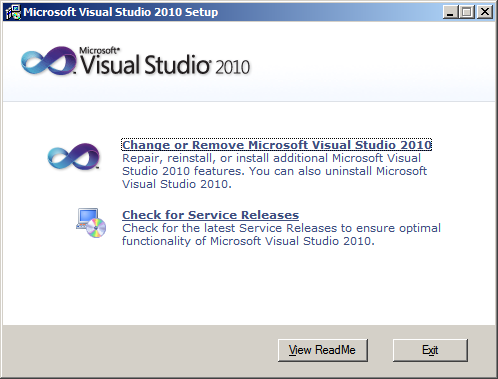 Microsoft Visual Studio 2010 Setup
Microsoft®
Visual Studio® 2010
Change or Remove Microsoft Visual Studio 2010
Repair, reinstall, or install additional Microsoft Visual
Studio 2010 features. You can also uninstall Microsoft
Visual Studio 2010.
Check for Service Releases
Check for the latest Service Releases to ensure optimal
functionality of Microsoft Visual Studio 2010.
View ReadMe
Exit